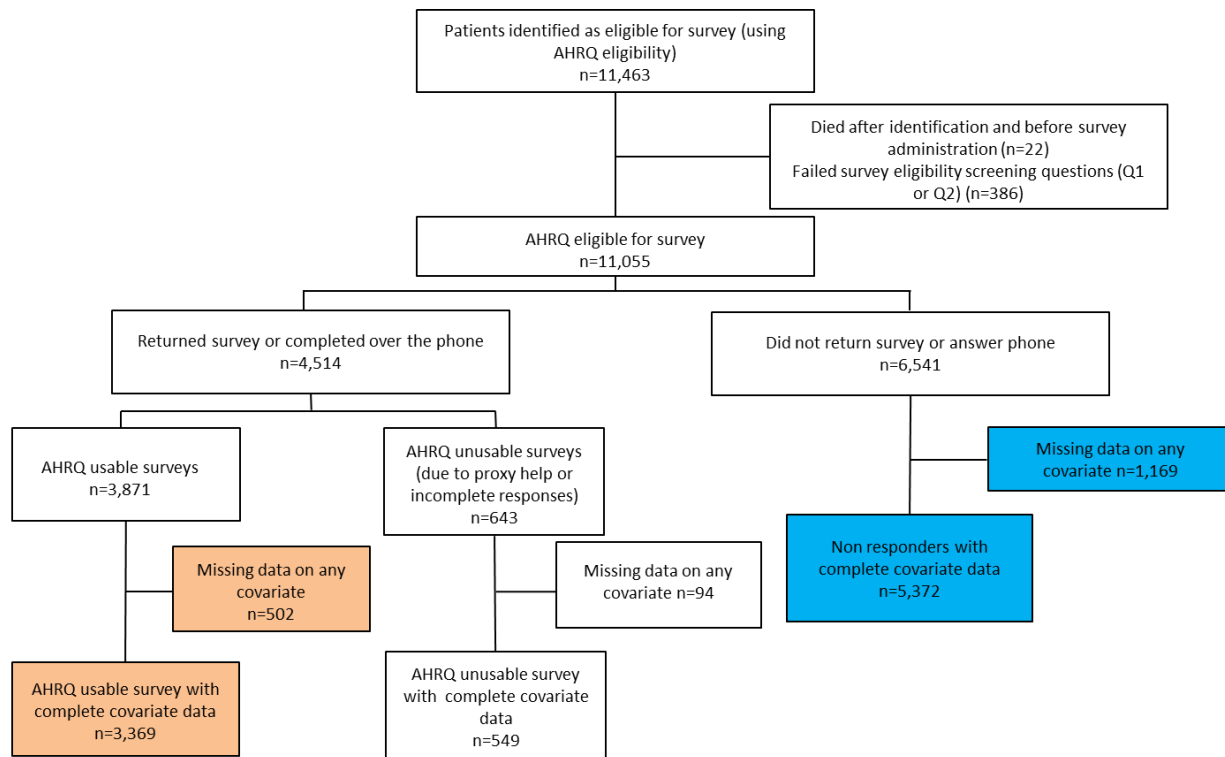 Patients identified as eligible for survey (using
AHRQ eligibility)
n=11,463
Died after identification and before survey
administration (n=22)
Failed survey eligibility screening questions (Q1
or Q2) (n=386)
AHRQ eligible for survey
n=11,055
Returned survey or completed over the phone
n=4,514
Did not return survey or answer phone
n=6,541
AHRQ usable surveys
n=3,871
AHRQ unusable surveys
(due to proxy help or
incomplete responses)
n=643
Missing data on any
covariate n=1,169
Non responders with
complete covariate data
n=5,372
Missing data on any
covariate
n=502
Missing data on any
covariate n=94
AHRQ usable survey with
complete covariate data
n=3,369
AHRQ unusable survey
with complete covariate
data
n=549